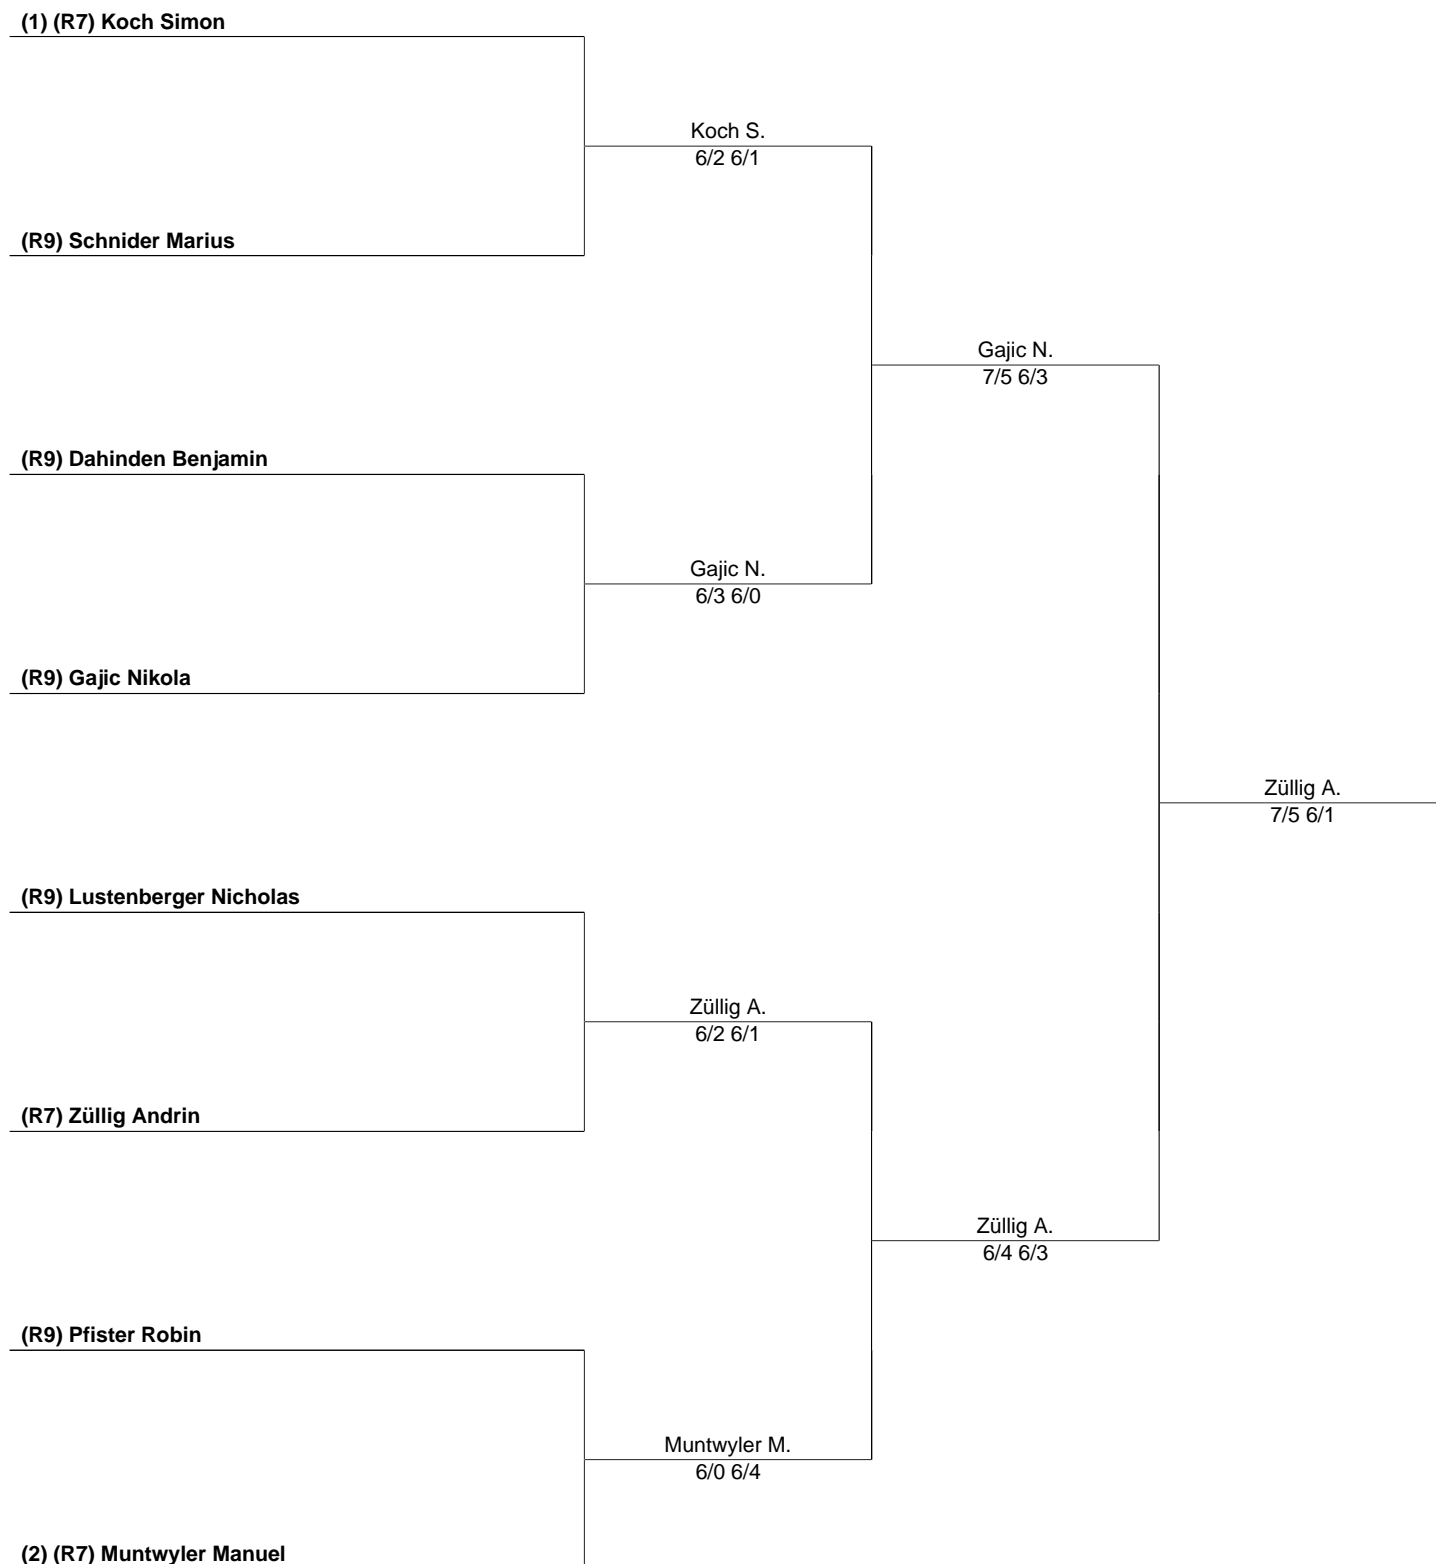 (1) (R7) Koch Simon
Koch S.
6/2 6/1
(R9) Schnider Marius
Gajic N.
7/5 6/3
(R9) Dahinden Benjamin
Gajic N.
6/3 6/0
(R9) Gajic Nikola
Züllig A.
7/5 6/1
(R9) Lustenberger Nicholas
Züllig A.
6/2 6/1
(R7) Züllig Andrin
Züllig A.
6/4 6/3
(R9) Pfister Robin
Muntwyler M.
6/0 6/4
(2) (R7) Muntwyler Manuel